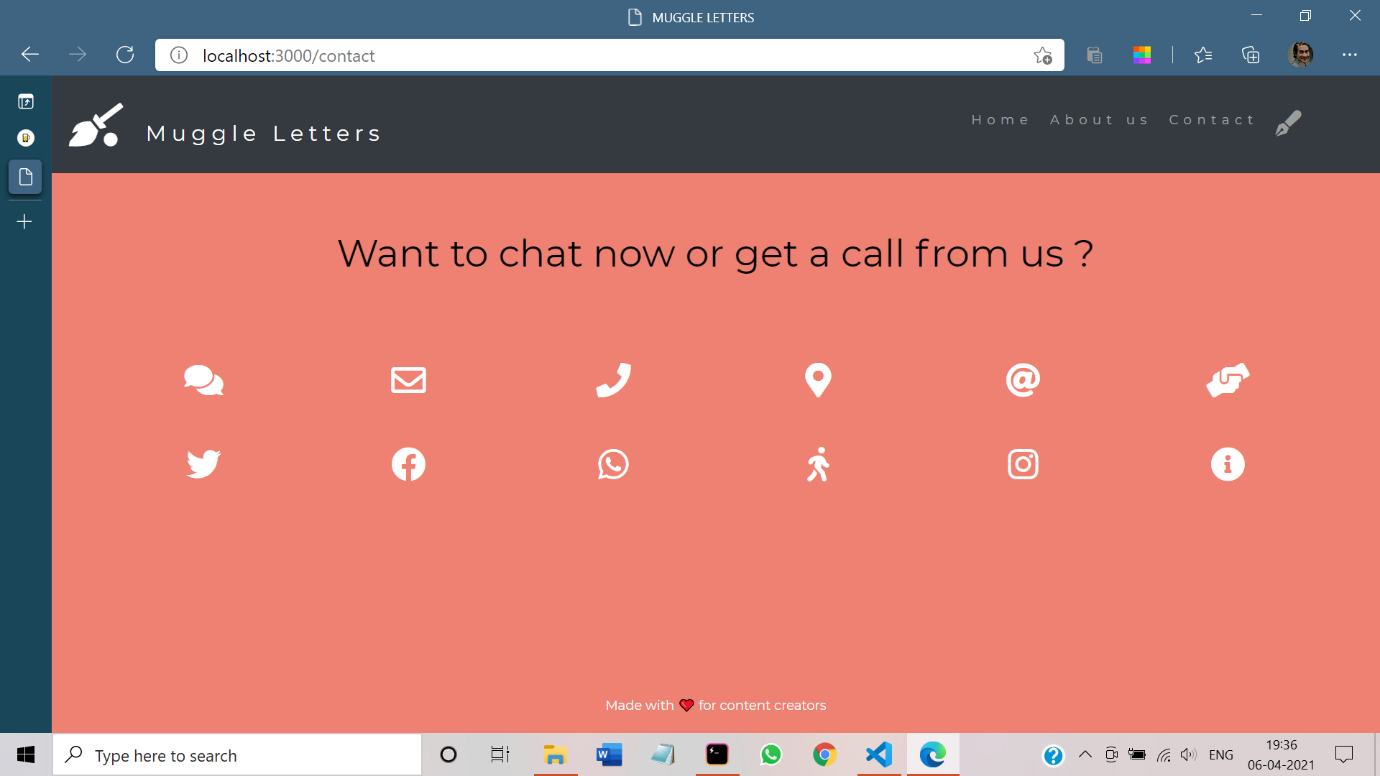 MUGGLE LETTERS
localhost:3000/contact
Muggle Letters
Home About us Contact
Want to chat now or get a call from us ?
Made with ❤ for content creators
Type here to search
ENG
19:36
06-04-2021